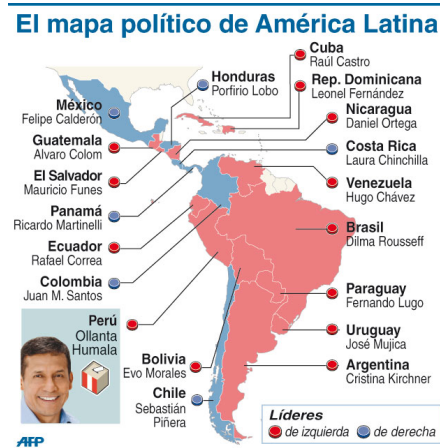 El mapa político de América Latina
Cuba
Raúl Castro
Honduras
Porfirio Lobo
Rep. Dominicana
Leonel Fernández
México
Felipe Calderón
Nicaragua
Daniel Ortega
Guatemala
Alvaro Colom
Costa Rica
Laura Chinchilla
El Salvador
Mauricio Funes
Venezuela
Hugo Chávez
Panamá
Ricardo Martinelli
Brasil
Dilma Rousseff
Ecuador
Rafael Correa
Colombia
Juan M. Santos
Paraguay
Fernando Lugo
Perú
Ollanta
Humala
Uruguay
José Mujica
Bolivia
Evo Morales
Argentina
Cristina Kirchner
Chile
Sebastián
Piñera
Líderes
de izquierda
de derecha
AFP